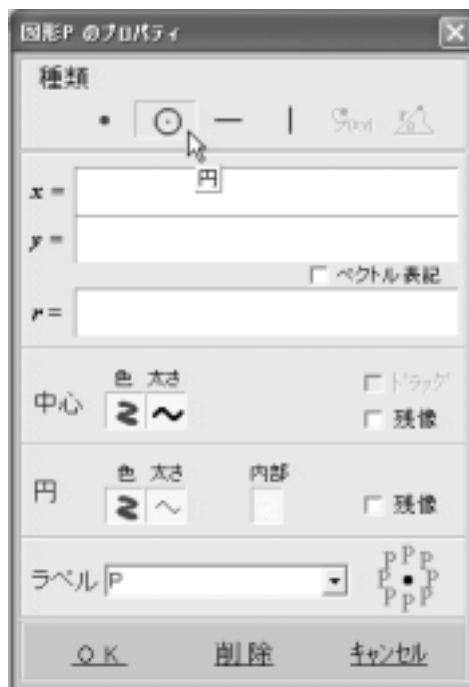 図形P のプロパティ
種類
円
x =
y =
ベクトル表記
r =
色 太さ
中心
ドラッグ
残像
色 太さ 内部
円
残像
ラベル P
P P P
P P
P P P
OK 削除 キャンセル